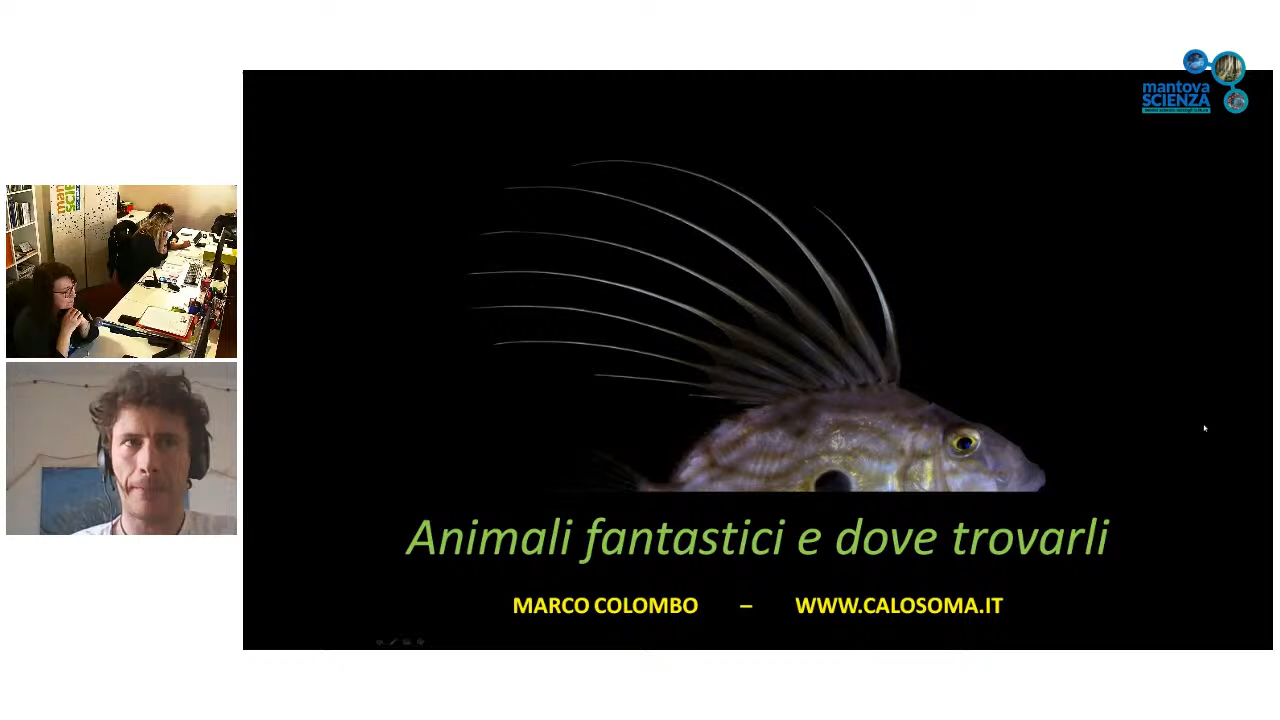 mantova
SCIENZA
Animali fantastici e dove trovarli
MARCO COLOMBO – WWW.CALOSOMA.IT